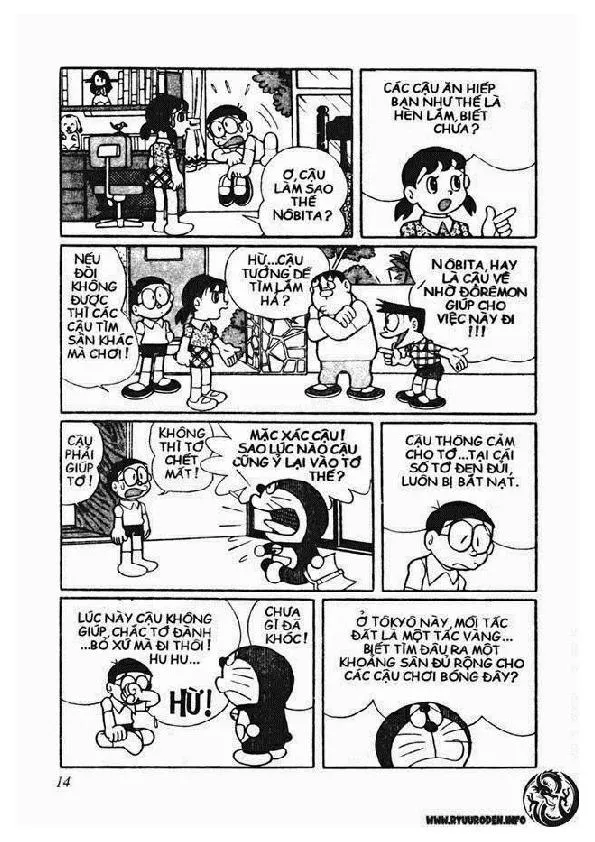 Ơ, CẬU
LÀM SAO
THẾ
NÔBITA?
CÁC CẬU ĂN HIẾP
BẠN NHƯ THẾ LÀ
HÈN LẮM, BIẾT
CHƯA?
NẾU
ĐÒI
KHÔNG
ĐƯỢC
THÌ CÁC
CẬU TÌM
SÂN KHÁC
MÀ CHƠI!
HỪ...CẬU
TƯỞNG DỄ
TÌM LẮM
HẢ?
NÔBITA, HAY
LÀ CẬU VỀ
NHỜ ĐÔRÊMON
GIÚP CHO
VIỆC NÀY ĐI
!!!
CẬU
PHẢI
GIÚP
TỚ!
KHÔNG
THÌ TỚ
CHẾT
MẤT!
MẶC XÁC CẬU!
SAO LÚC NÀO CẬU
CŨNG Ỷ LẠI VÀO TỚ
THẾ?
CẬU THÔNG CẢM
CHO TỚ...TẠI CÁI
SỐ TỚ ĐEN ĐỦI,
LUÔN BỊ BẮT NẠT.
LÚC NÀY CẬU KHÔNG
GIÚP, CHẮC TỚ ĐÀNH
...BỎ XỨ MÀ ĐI THÔI!
HU HU...
HỪ!
CHƯA
GÌ ĐÃ
KHÓC!
Ở TÔKYÔ NÀY, MỖI TẤC
ĐẤT LÀ MỘT TẤC VÀNG...
BIẾT TÌM ĐÂU RA MỘT
KHOẢNG SÂN ĐỦ RỘNG CHO
CÁC CẬU CHƠI BÓNG ĐÂY?
14
WWW.RYUURODEN.INFO